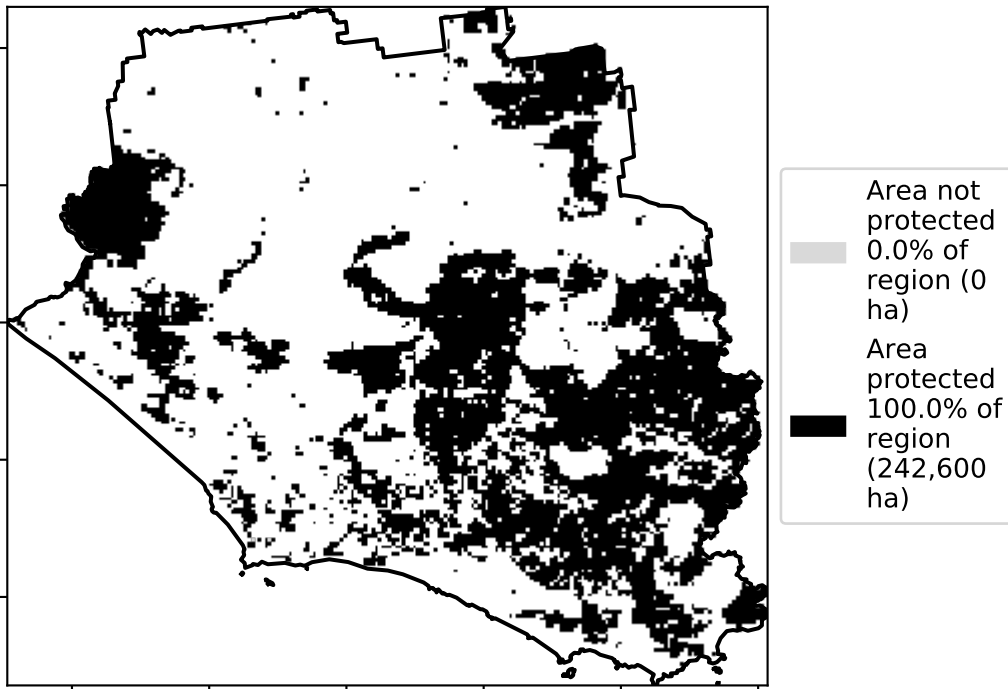 Area not
protected
0.0% of
region (0
ha)
Area
protected
100.0% of
region
(242,600
ha)